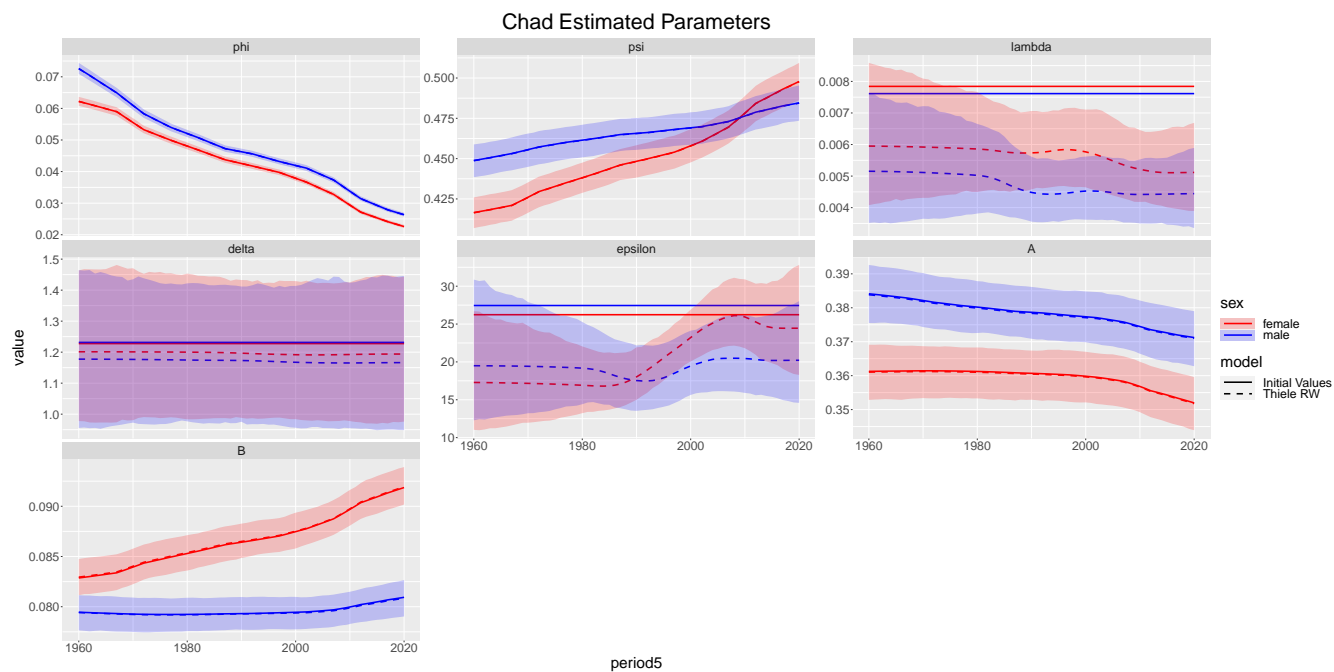 Chad Estimated Parameters
phi
psi
lambda
0.07
0.06
0.05
0.04
0.03
0.02
0.500
0.475
0.450
0.425
0.008
0.007
0.006
0.005
0.004
delta
epsilon
A
1.5
1.4
1.3
1.2
1.1
1.0
30
25
20
15
10
0.39
0.38
0.37
0.36
0.35
1960 1980 2000 2020
1960 1980 2000 2020
B
0.090
0.085
0.080
1960 1980 2000 2020
value
period5
sex
female
male
model
Initial Values
Thiele RW